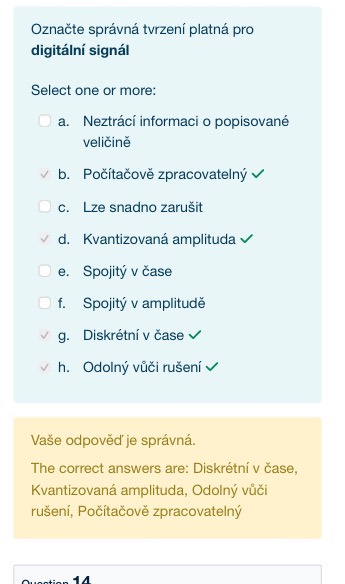 Označte správná tvrzení platná pro
digitální signál
Select one or more:
a. Neztrácí informaci o popisované
veličině
b. Počítačově zpracovatelný
c. Lze snadno zarušit
d. Kvantizovaná amplituda
e. Spojitý v čase
f. Spojitý v amplitudě
g. Diskrétní v čase
h. Odolný vůči rušení
Vaše odpověď je správná.
The correct answers are: Diskrétní v čase,
Kvantizovaná amplituda, Odolný vůči
rušení, Počítačově zpracovatelný
Question 14